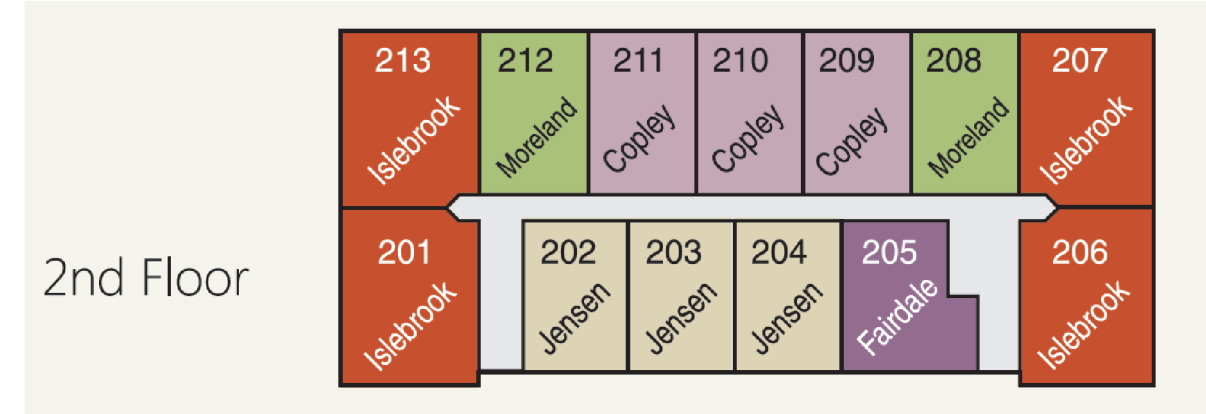 213 212 211 210 209 208 207
Islebrook Moreland Copley Copley Copley Moreland Islebrook
2nd Floor
201 202 203 204 205 206
Islebrook Jensen Jensen Jensen Fairdale Islebrook